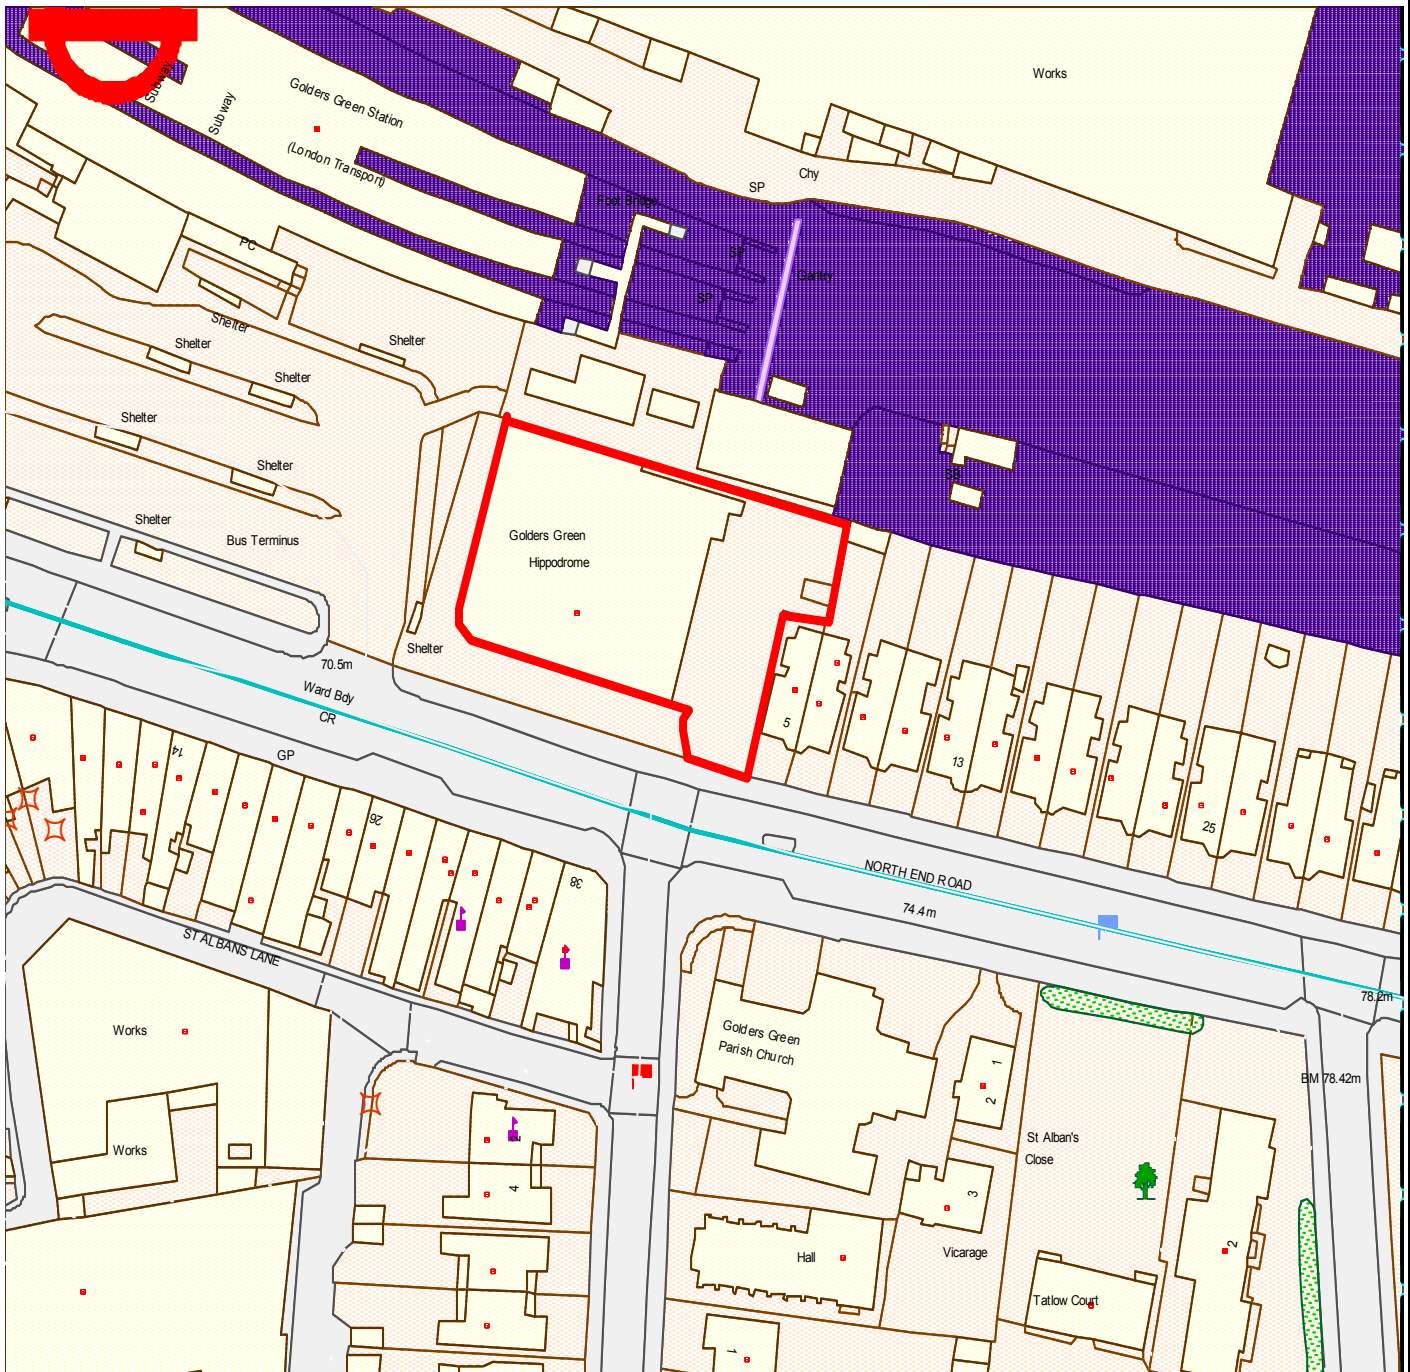 Works
Subway
Subway
Golders Green Station
(London Transport)
Chy
SP
Foot Bridge
PC
SP
Gantry
SP
Shelter
Shelter
Shelter
Shelter
Shelter
Shelter
SB
Shelter
Bus Terminus
Golders Green
Hippodrome
Shelter
70.5m
Ward Bdy
CR
GP
5
13
25
14
26
38
NORTH END ROAD
74.4m
ST ALBANS LANE
78.2m
Works
Golders Green
Parish Church
1
2
BM 78.42m
St Alban's
Close
Works
2
4
3
Vicarage
Hall
2
Tatlow Court
1